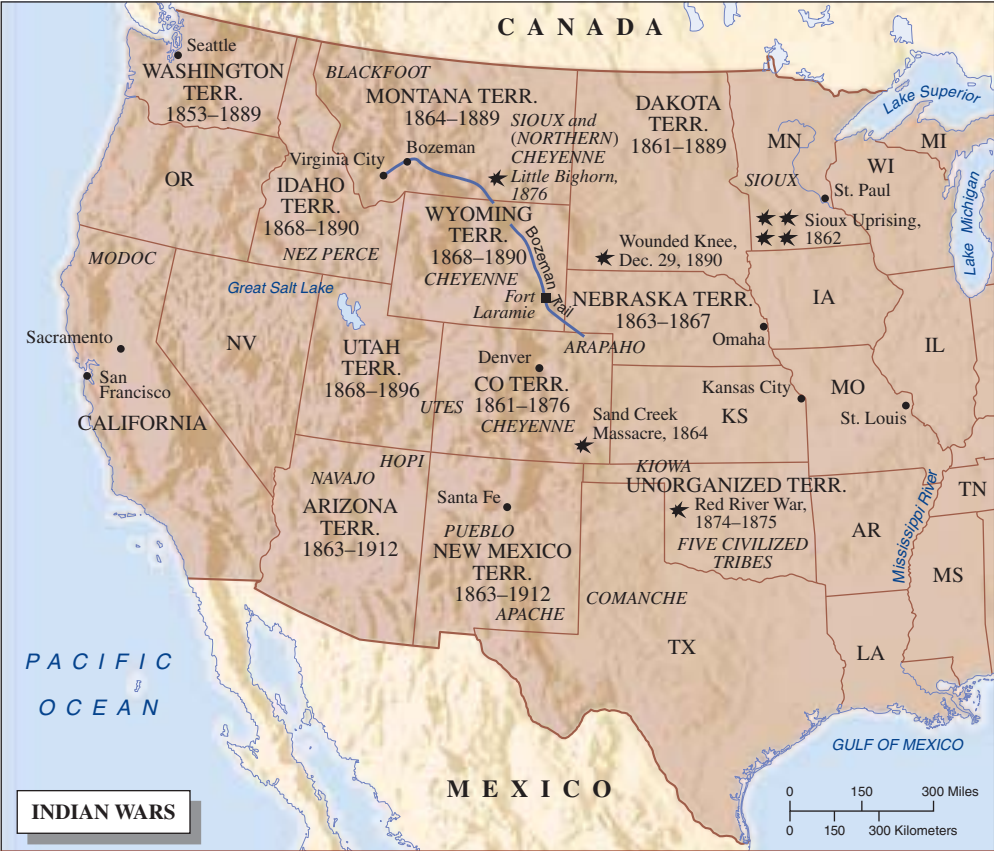 CANADA
Seattle
WASHINGTON
TERR.
1853–1889
BLACKFOOT
MONTANA TERR.
1864–1889
DAKOTA
TERR.
1861–1889
Lake Superior
SIOUX and
(NORTHERN)
CHEYENNE
Little Bighorn,
1876
MN
MI
WI
Bozeman
Virginia City
OR
IDAHO
TERR.
1868–1890
NEZ PERCE
SIOUX
St. Paul
Lake Michigan
WYOMING
TERR.
1868–1890
CHEYENNE
Bozeman Tail
Sioux Uprising,
1862
Wounded Knee,
Dec. 29, 1890
MODOC
Great Salt Lake
Fort
Laramie
NEBRASKA TERR.
1863–1867
IA
Omaha
Sacramento
San
Francisco
CALIFORNIA
NV
UTAH
TERR.
1868–1896
UTES
ARAPAHO
Denver
CO TERR.
1861–1876
CHEYENNE
IL
Kansas City
MO
KS
St. Louis
Sand Creek
Massacre, 1864
KIOWA
UNORGANIZED TERR.
Red River War,
1874–1875
FIVE CIVILIZED
TRIBES
HOPI
NAVAJO
ARIZONA
TERR.
1863–1912
Santa Fe
PUEBLO
NEW MEXICO
TERR.
1863–1912
APACHE
COMANCHE
TN
AR
Mississippi River
MS
TX
LA
PACIFIC
OCEAN
GULF OF MEXICO
MEXICO
INDIAN WARS
0 150 300 Miles
0 150 300 Kilometers